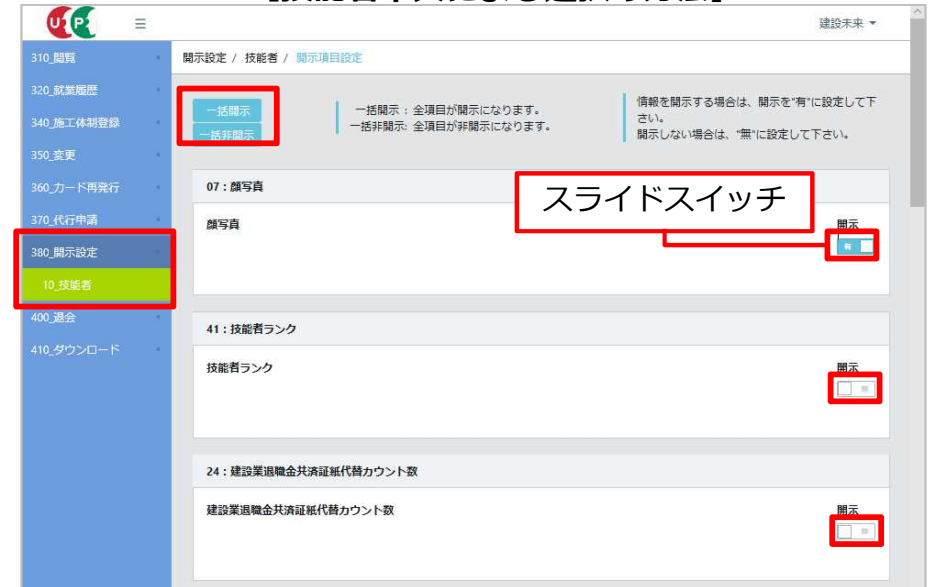 UP
建設未来
310_閲覧
320_就業履歴
340_施工体制登録
350_変更
360_カード再発行
370_代行申請
380_開示設定
10_技能者
400_退会
410_ダウンロード
開示設定 / 技能者 / 開示項目設定
一括開示
一括非開示
一括開示 : 全項目が開示になります。
一括非開示: 全項目が非開示になります。
情報を開示する場合は、開示を"有"に設定して下
さい。
開示しない場合は、"無"に設定して下さい。
07 : 顔写真
スライドスイッチ
顔写真
開示
有
41 : 技能者ランク
技能者ランク
開示
無
24 : 建設業退職金共済証紙代替カウント数
建設業退職金共済証紙代替カウント数
開示
無